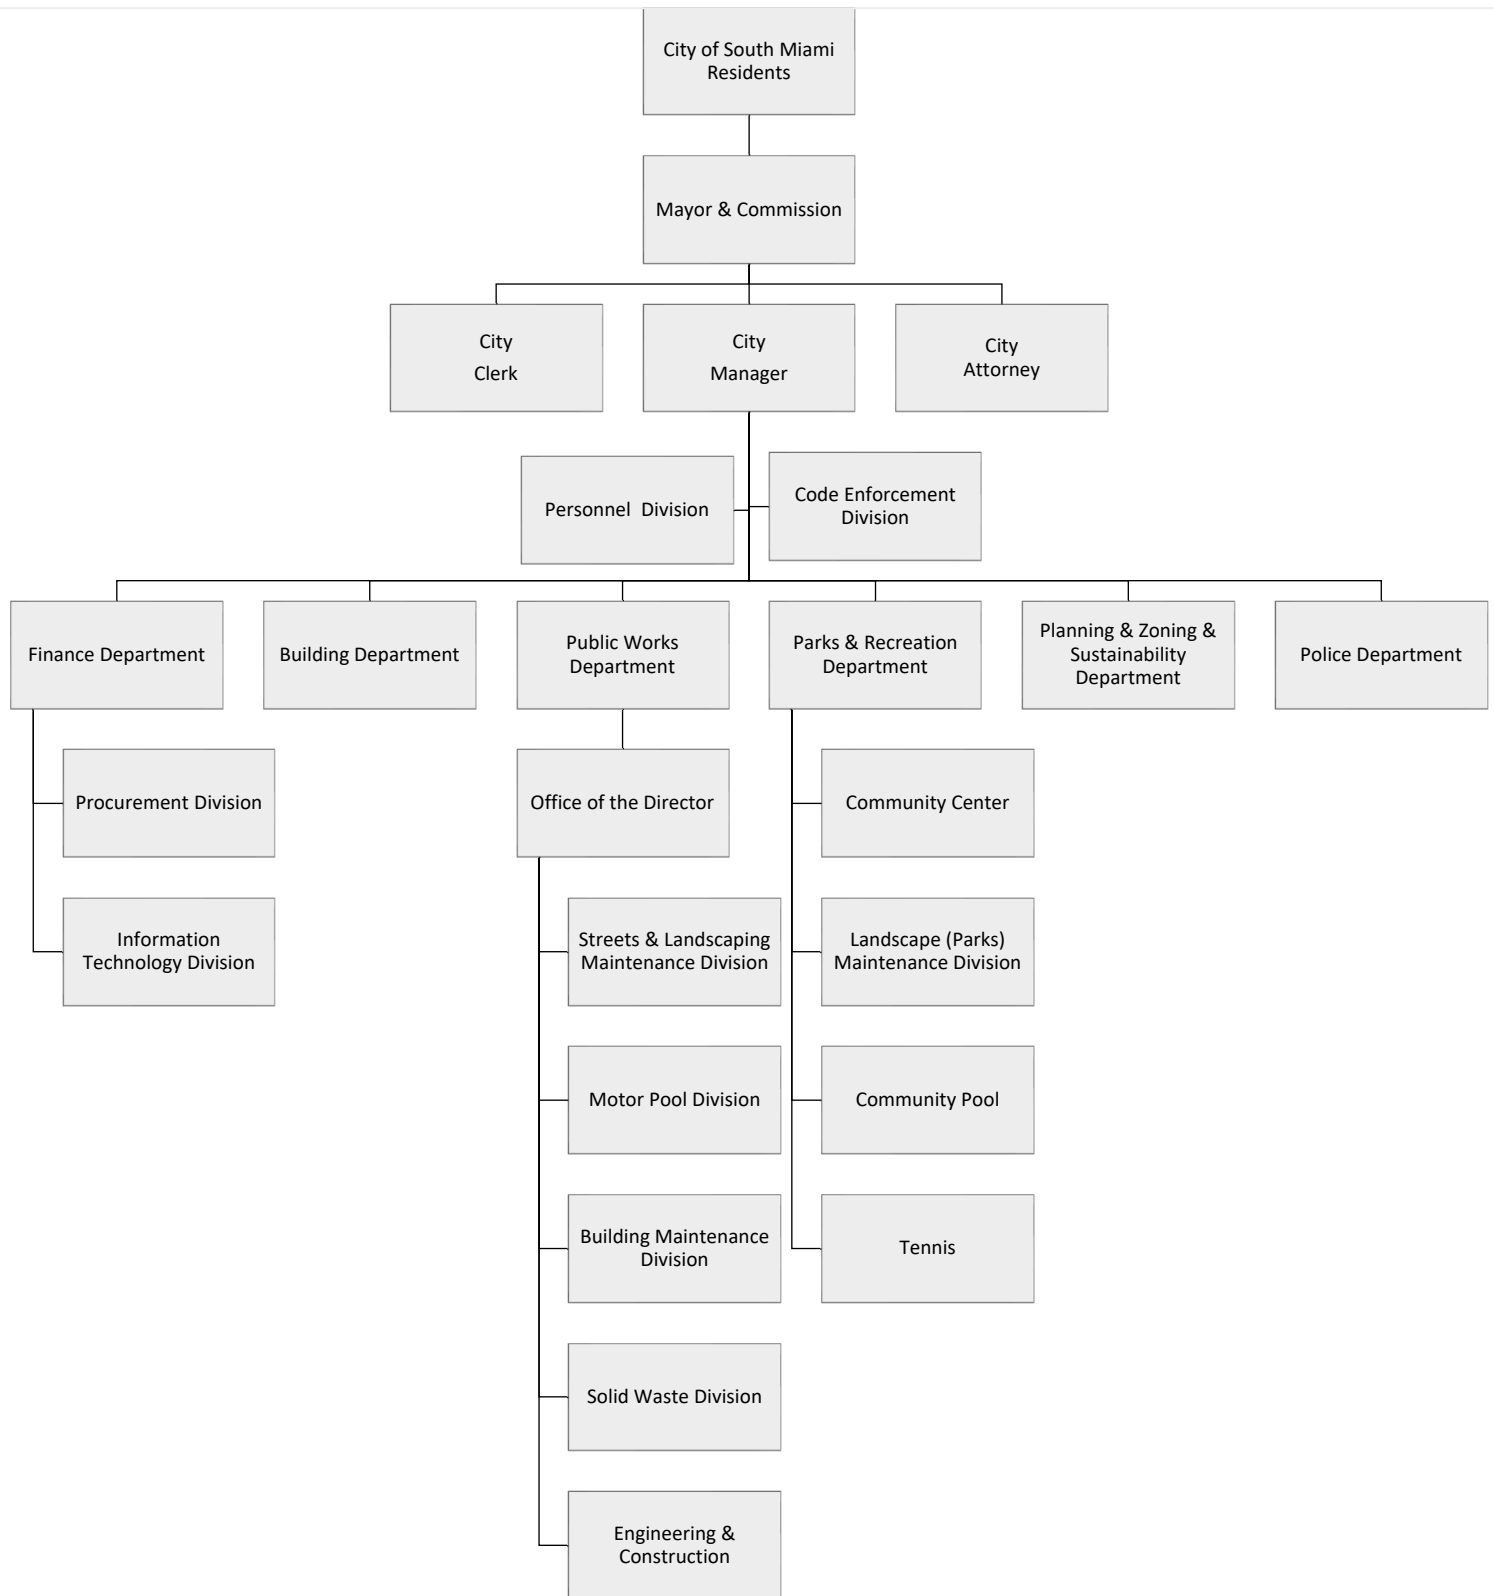 City of South Miami
Residents
Mayor & Commission
City
Clerk
City
Manager
City
Attorney
Personnel  Division
Code Enforcement
Division
Finance Department
Building Department
Public Works
Department
Parks & Recreation
Department
Planning & Zoning &
Sustainability
Department
Police Department
Procurement Division
Information
Technology Division
Office of the Director
Streets & Landscaping
Maintenance Division
Motor Pool Division
Building Maintenance
Division
Solid Waste Division
Engineering &
Construction
Community Center
Landscape (Parks)
Maintenance Division
Community Pool
Tennis